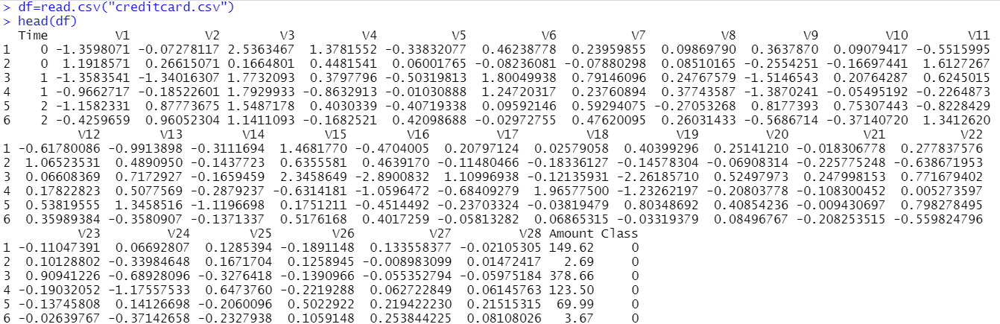 > df=read.csv("creditcard.csv")
> head(df)
  Time         V1          V2        V3         V4          V5          V6          V7          V8         V9         V10        V11
1    0 -1.3598071 -0.07278117 2.5363467  1.3781552 -0.33832077  0.46238778  0.23959855  0.09869790  0.3637870  0.09079417 -0.5515995
2    0  1.1918571  0.26615071 0.1664801  0.4481541  0.06001765 -0.08236081 -0.07880298  0.08510165 -0.2554251 -0.16697441  1.6127267
3    1 -1.3583541 -1.34016307 1.7732093  0.3797796 -0.50319813  1.80049938  0.79146096  0.24767579 -1.5146543  0.20764287  0.6245015
4    1 -0.9662717 -0.18522601 1.7929933 -0.8632913 -0.01030888  1.24720317  0.23760894  0.37743587 -1.3870241 -0.05495192 -0.2264873
5    2 -1.1582331  0.87773675 1.5487178  0.4030339 -0.40719338  0.09592146  0.59294075 -0.27053268  0.8177393  0.75307443 -0.8228429
6    2 -0.4259659  0.96052304 1.1411093 -0.1682521  0.42098688 -0.02972755  0.47620095  0.26031433 -0.5686714 -0.37140720  1.3412620
          V12        V13        V14        V15        V16         V17         V18         V19         V20          V21          V22
1 -0.61780086 -0.9913898 -0.3111694  1.4681770 -0.4704005  0.20797124  0.02579058  0.40399296  0.25141210 -0.018306778  0.277837576
2  1.06523531  0.4890950 -0.1437723  0.6355581  0.4639170 -0.11480466 -0.18336127 -0.14578304 -0.06908314 -0.225775248 -0.638671953
3  0.06608369  0.7172927 -0.1659459  2.3458649 -2.8900832  1.10996938 -0.12135931 -2.26185710  0.52497973  0.247998153  0.771679402
4  0.17822823  0.5077569 -0.2879237 -0.6314181 -1.0596472 -0.68409279  1.96577500 -1.23262197 -0.20803778 -0.108300452  0.005273597
5  0.53819555  1.3458516 -1.1196698  0.1751211 -0.4514492 -0.23703324 -0.03819479  0.80348692  0.40854236 -0.009430697  0.798278495
6  0.35989384 -0.3580907 -0.1371337  0.5176168  0.4017259 -0.05813282  0.06865315 -0.03319379  0.08496767 -0.208253515 -0.559824796
          V23         V24        V25        V26          V27         V28 Amount Class
1 -0.11047391  0.06692807  0.1285394 -0.1891148  0.133558377 -0.02105305 149.62     0
2  0.10128802 -0.33984648  0.1671704  0.1258945 -0.008983099  0.01472417   2.69     0
3  0.90941226 -0.68928096 -0.3276418 -0.1390966 -0.055352794 -0.05975184 378.66     0
4 -0.19032052 -1.17557533  0.6473760 -0.2219288  0.062722849  0.06145763 123.50     0
5 -0.13745808  0.14126698 -0.2060096  0.5022922  0.219422230  0.21515315  69.99     0
6 -0.02639767 -0.37142658 -0.2327938  0.1059148  0.253844225  0.08108026   3.67     0